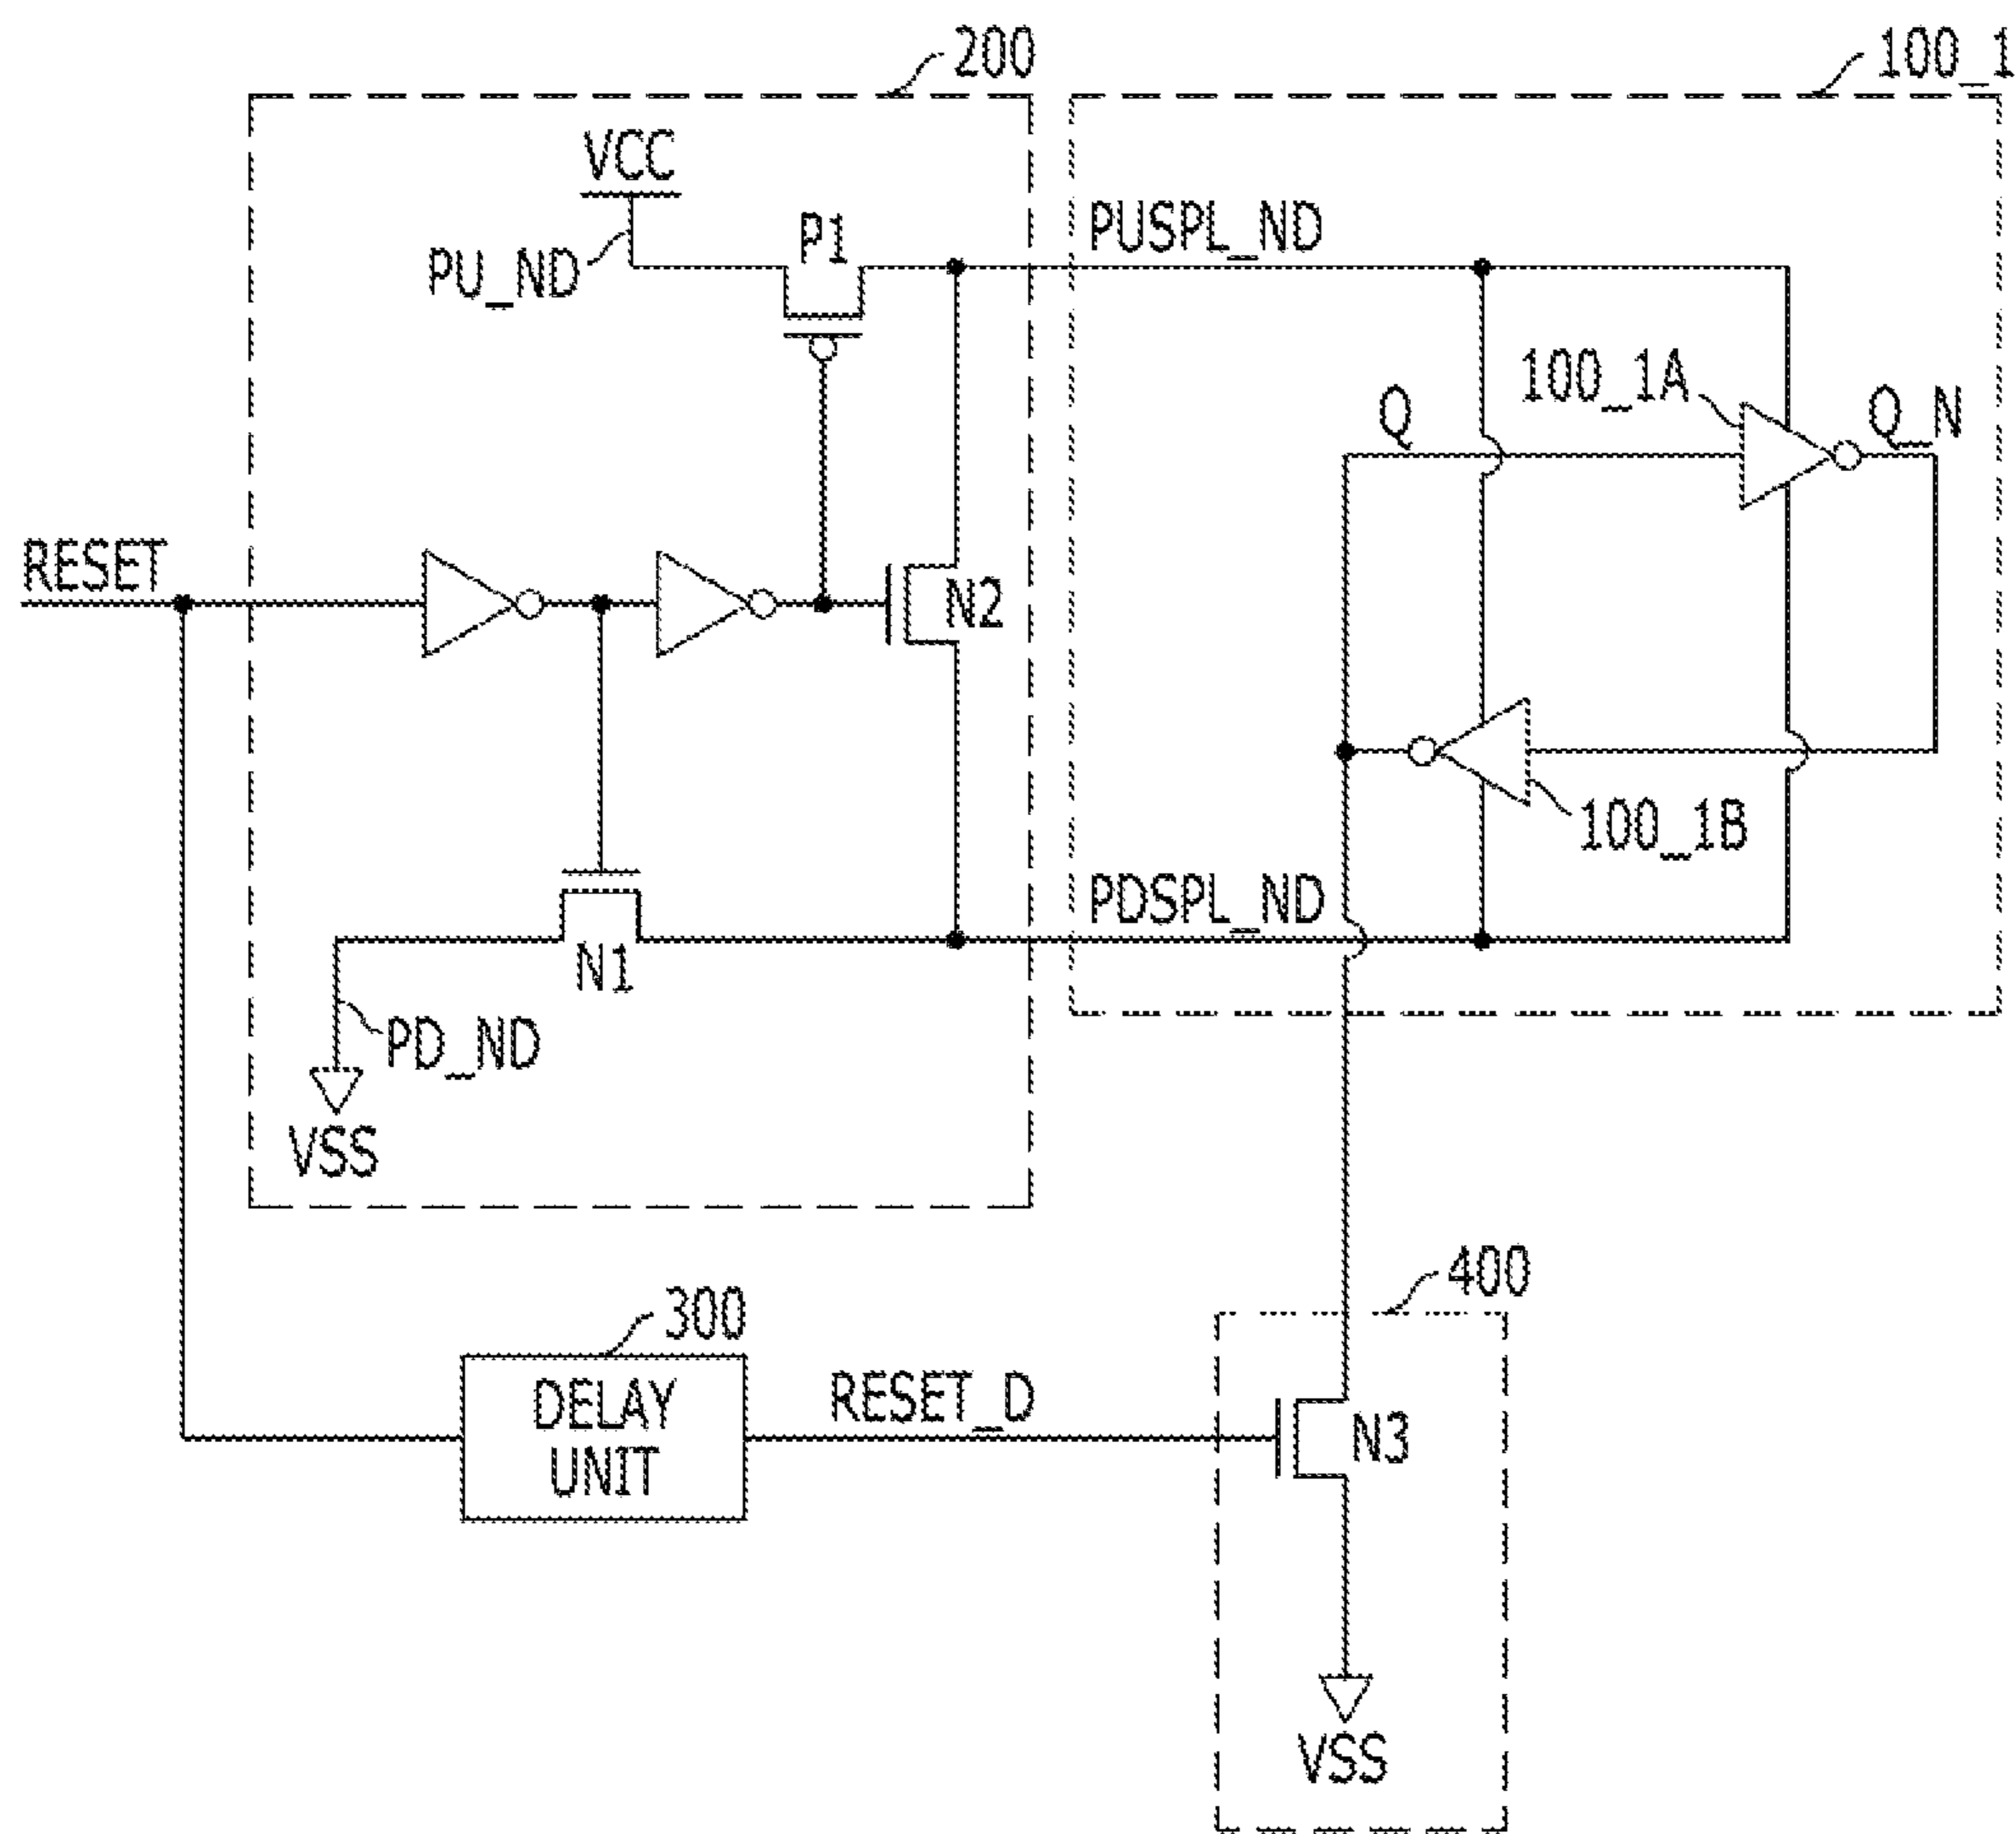 200
100_1
VCC
P1
PUSPL_ND
PU_ND
100_1A
Q
Q_N
RESET
N2
100_1B
PDSPL_ND
N1
PD_ND
VSS
400
300
DELAY
UNIT
RESET_D
N3
VSS